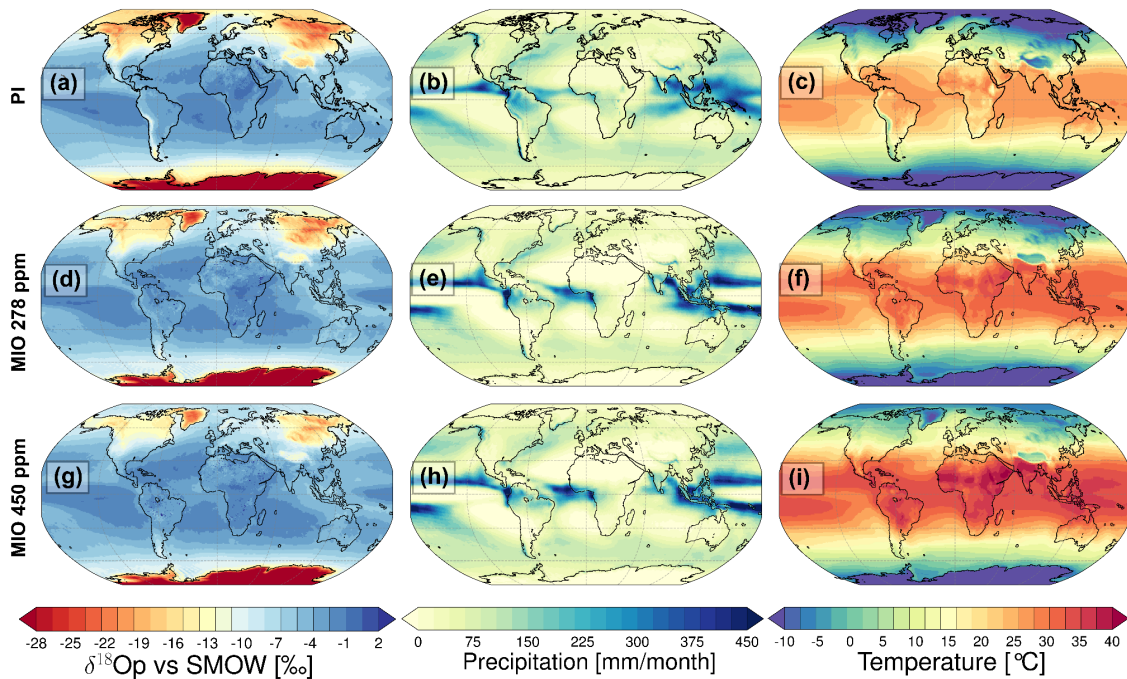 PI
(a)
(b)
(c)
MIO 278 ppm
(d)
(e)
(f)
MIO 450 ppm
(g)
(h)
(i)
-28 -25 -22 -19 -16 -13 -10 -7 -4 -1 2
δ¹⁸Op vs SMOW [‰]
0 75 150 225 300 375 450
Precipitation [mm/month]
-10 -5 0 5 10 15 20 25 30 35 40
Temperature [°C]